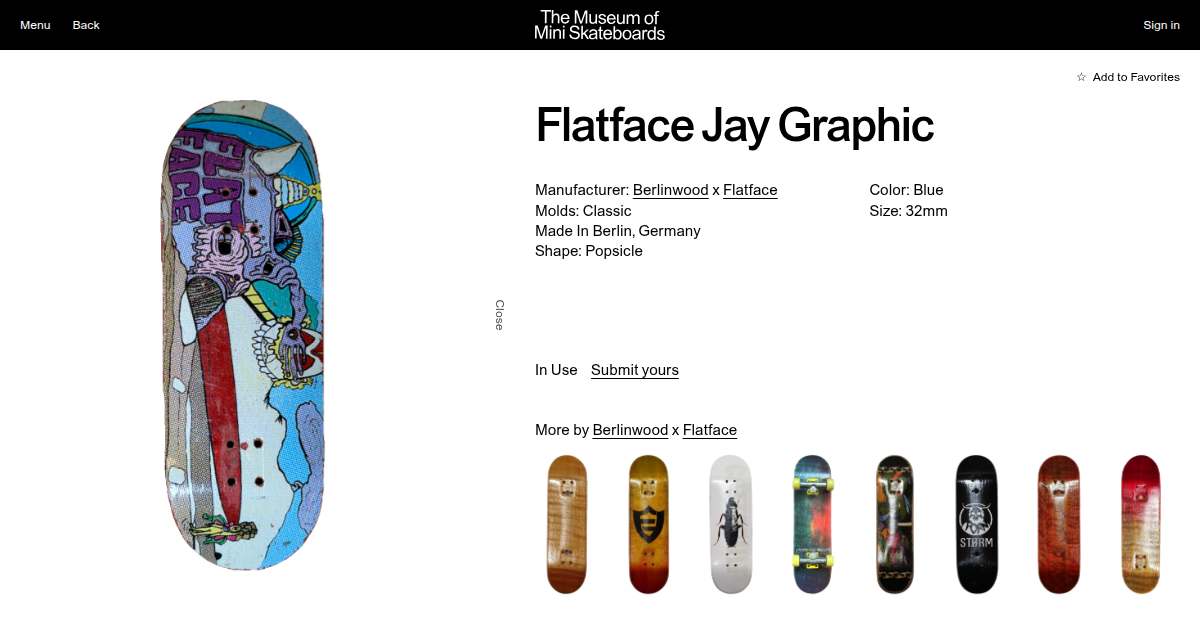 Menu
Back
The Museum of
Mini Skateboards
Sign in
☆ Add to Favorites
FLAT
FACE
Flatface Jay Graphic
Manufacturer: Berlinwood x Flatface
Molds: Classic
Made In Berlin, Germany
Shape: Popsicle
Color: Blue
Size: 32mm
Close
In Use
Submit yours
More by Berlinwood x Flatface
STORM